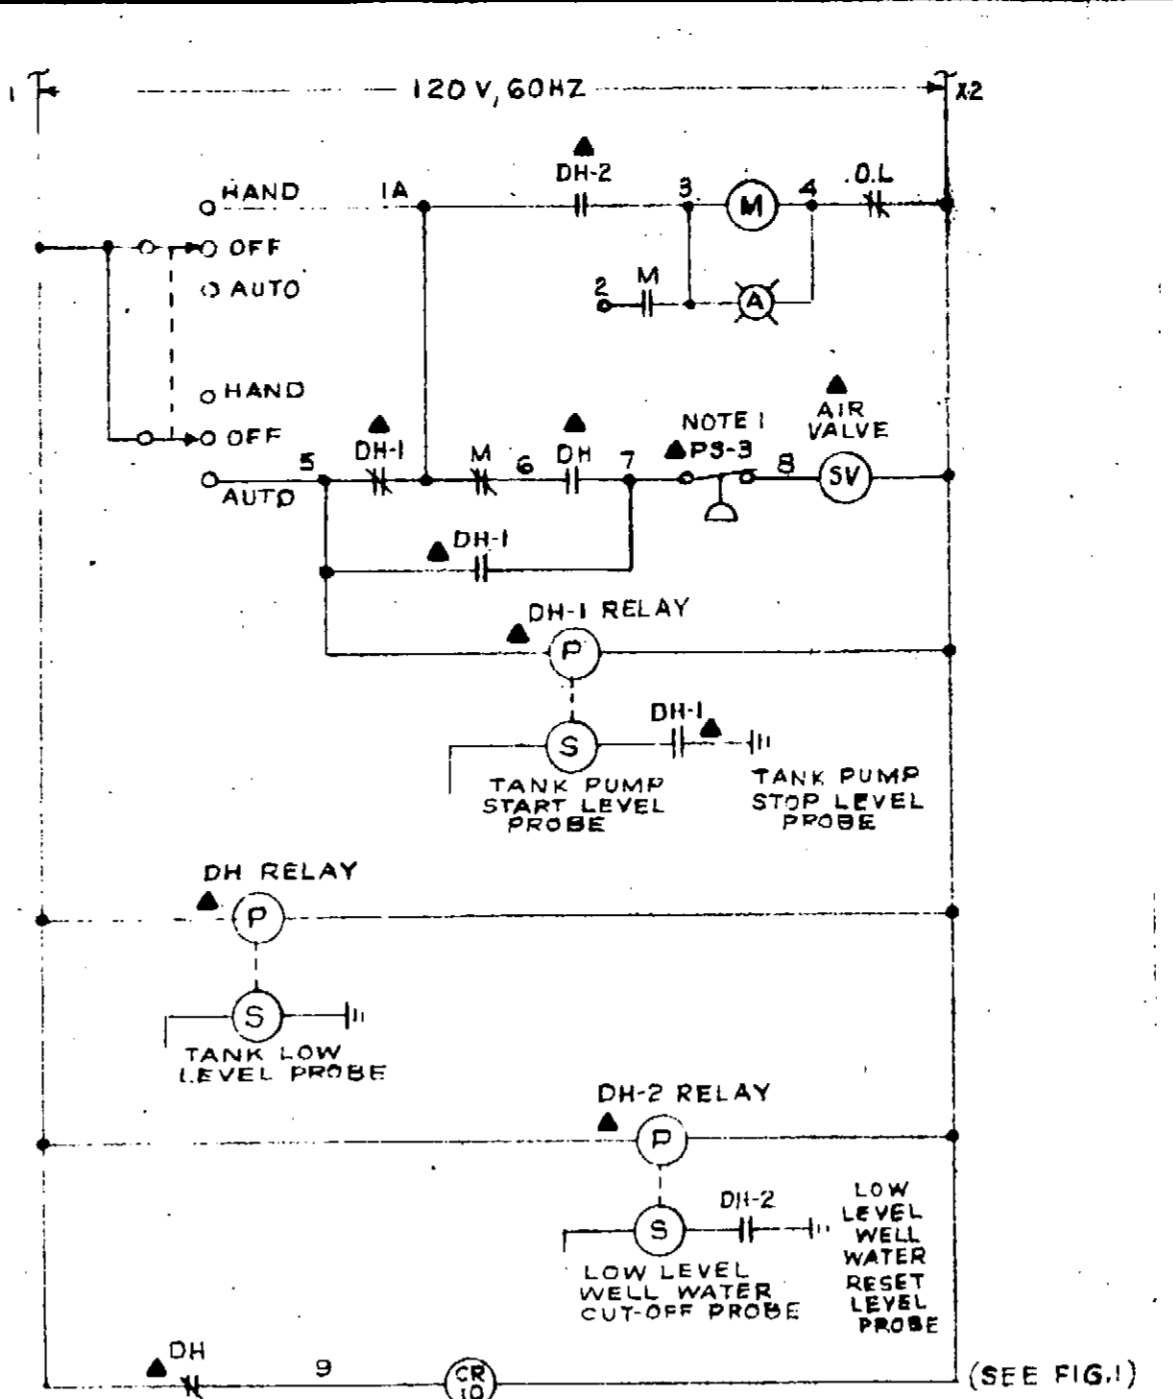 1
120 V, 60HZ
X2
HAND
1A
DH-2
3
M
4
O.L
OFF
AUTO
2
M
A
HAND
OFF
AUTO
5
DH-1
M
6
DH
7
NOTE 1
PS-3
8
AIR
VALVE
SV
DH-1
DH-1 RELAY
P
S
DH-1
TANK PUMP
START LEVEL
PROBE
TANK PUMP
STOP LEVEL
PROBE
DH RELAY
P
S
TANK LOW
LEVEL PROBE
DH-2 RELAY
P
S
DH-2
LOW LEVEL
WELL WATER
CUT-OFF PROBE
LOW
LEVEL
WELL
WATER
RESET
LEVEL
PROBE
DH
9
CR
10
(SEE FIG.1)